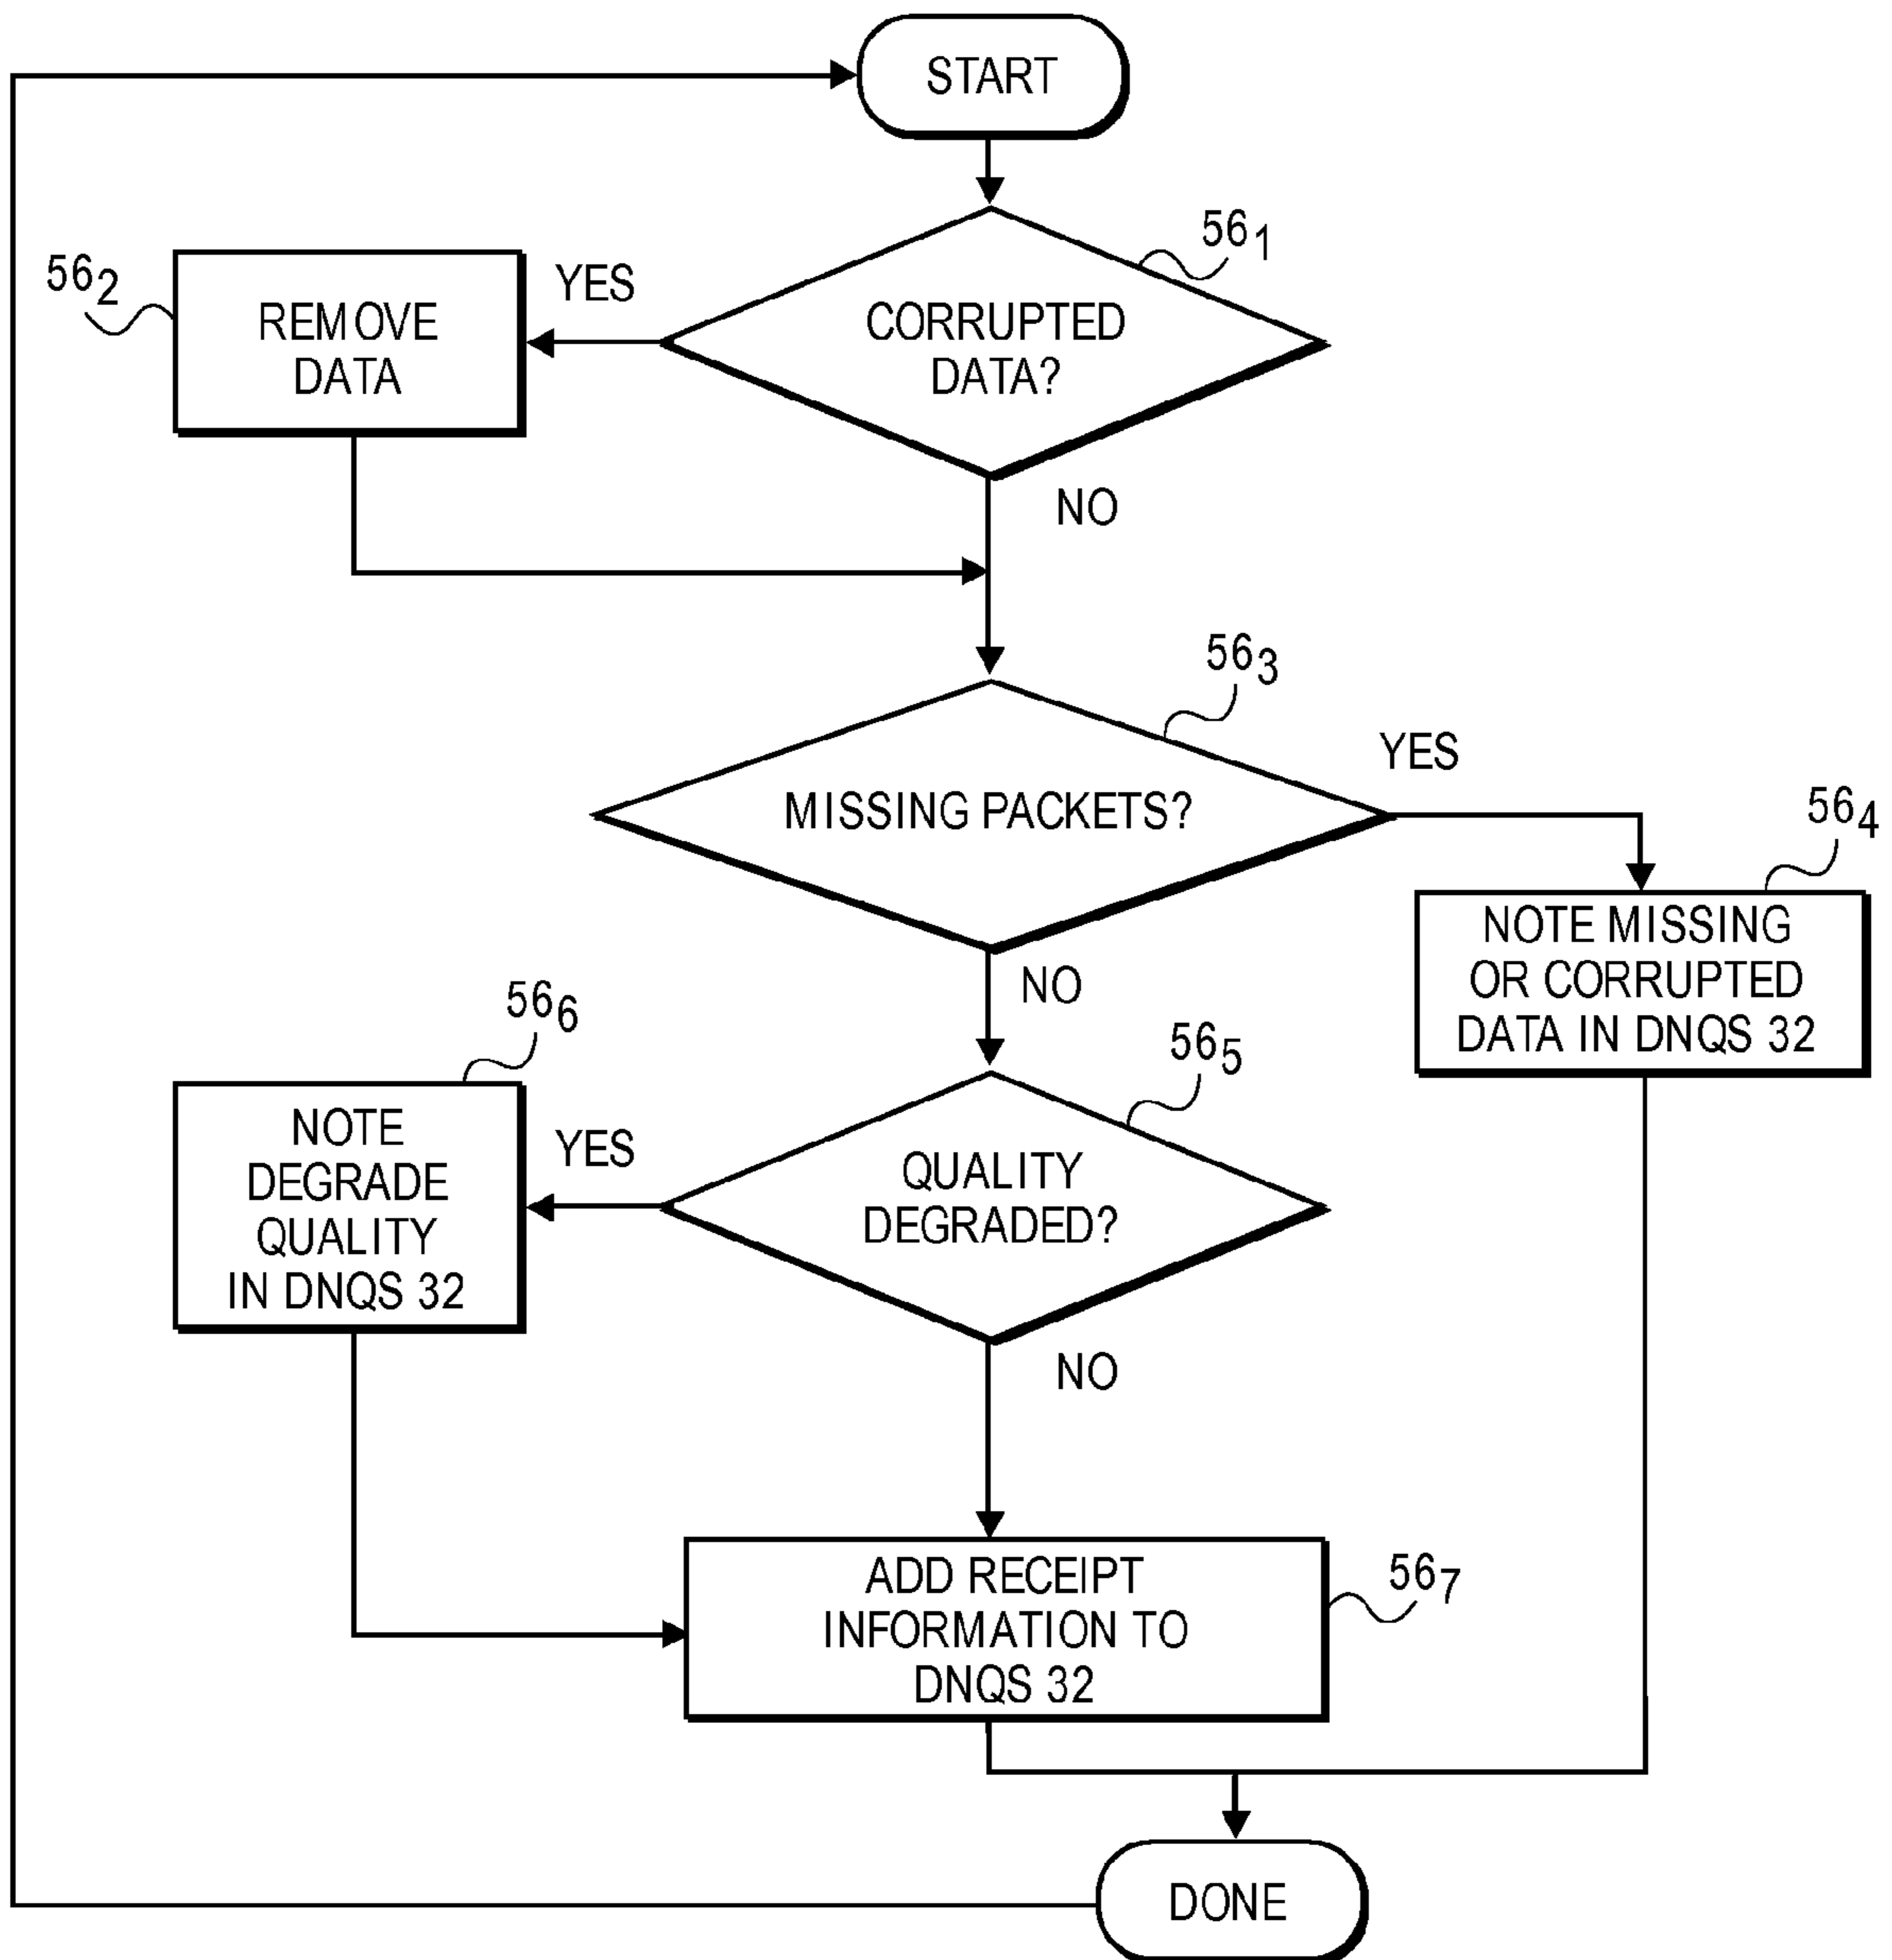 START
56₁
56₂
YES
REMOVE
DATA
CORRUPTED
DATA?
NO
56₃
YES
MISSING PACKETS?
56₄
NOTE MISSING
OR CORRUPTED
DATA IN DNQS 32
NO
56₆
56₅
NOTE
DEGRADE
QUALITY
IN DNQS 32
YES
QUALITY
DEGRADED?
NO
ADD RECEIPT
INFORMATION TO
DNQS 32
56₇
DONE